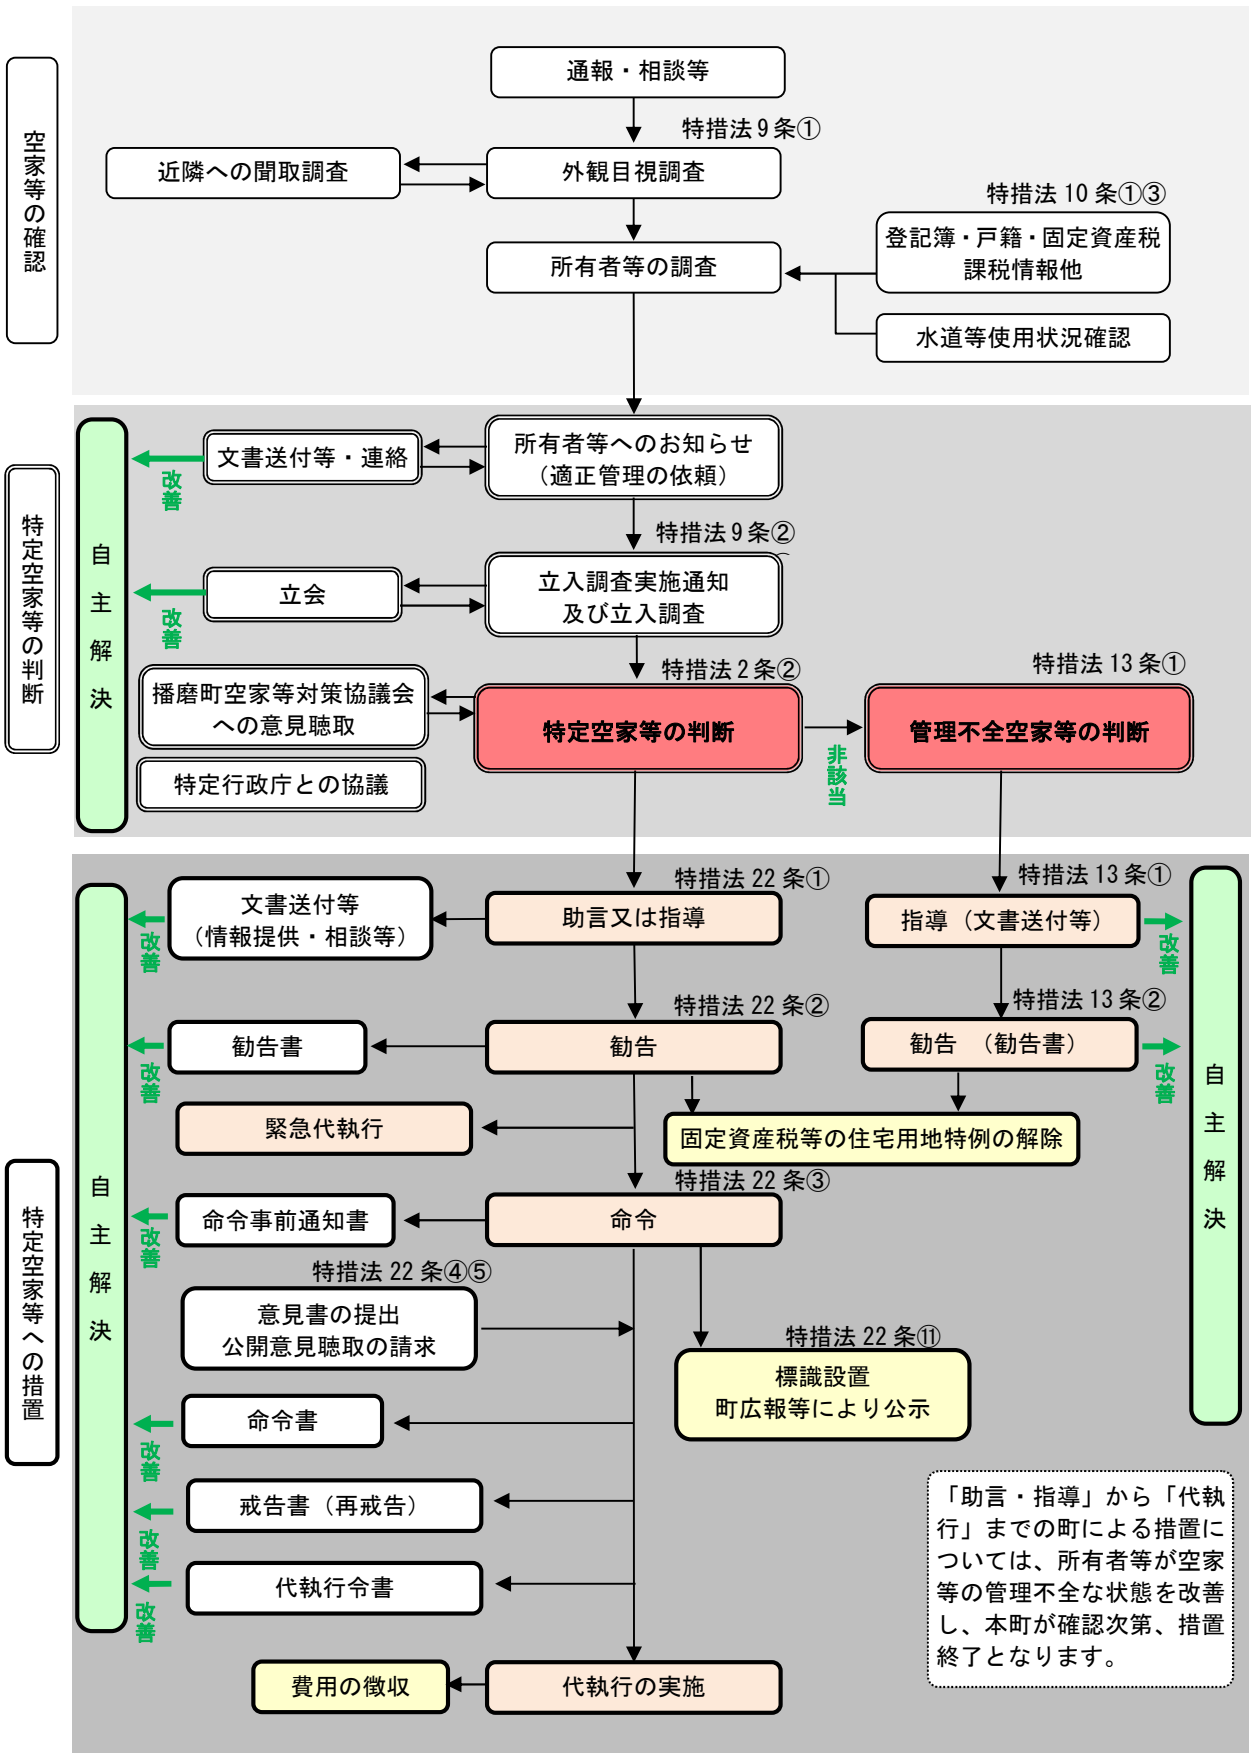 空家等の確認
通報・相談等
特措法9条①
近隣への聞取調査
外観目視調査
特措法 10 条①③
登記簿・戸籍・固定資産税
課税情報他
所有者等の調査
水道等使用状況確認
特定空家等の判断
自主解決
所有者等へのお知らせ
（適正管理の依頼）
文書送付等・連絡
改善
特措法9条②
立入調査実施通知
及び立入調査
立会
改善
特措法2条②
特措法 13 条①
播磨町空家等対策協議会
への意見聴取
特定空家等の判断
非該当
管理不全空家等の判断
特定行政庁との協議
特定空家等への措置
自主解決
特措法 22 条①
特措法 13 条①
文書送付等
（情報提供・相談等）
改善
助言又は指導
指導（文書送付等）
改善
特措法 22 条②
特措法 13 条②
勧告書
改善
勧告
勧告　（勧告書）
改善
自主解決
緊急代執行
固定資産税等の住宅用地特例の解除
特措法 22 条③
命令事前通知書
改善
命令
特措法 22 条④⑤
意見書の提出
公開意見聴取の請求
特措法 22 条⑪
標識設置
町広報等により公示
命令書
改善
戒告書（再戒告）
改善
代執行令書
改善
「助言・指導」から「代執
行」までの町による措置に
ついては、所有者等が空家
等の管理不全な状態を改善
し、本町が確認次第、措置
終了となります。
費用の徴収
代執行の実施